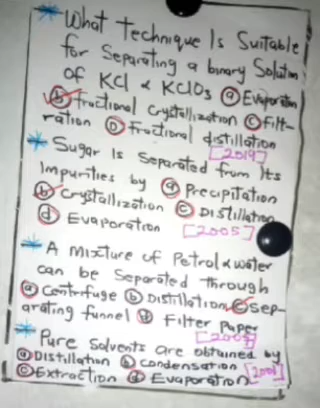 * What Technique Is Suitable
for Separating a binary Solution
Of KCl & KClO3 (a) Evaporation
(b) fractional Crystallization (c) Filt-
ration (D) Fractional distillation
[2019]
* Sugar Is Separated from Its
Impurities by (a) Precipitation
(b) Crystallization (c) Distillation
(d) Evaporation [2005]
* A Mixture of Petrol & water
can be Separated through
(a) Centrifuge (b) Distillation (c) Sep-
arating funnel (d) Filter Paper
* Pure Solvents are obtained by
(a) Distillation (b) Condensation
(c) Extraction (d) Evaporation